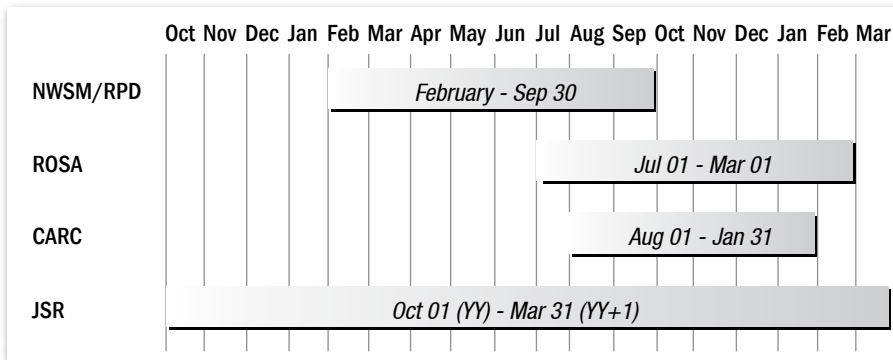 Oct Nov Dec Jan Feb Mar Apr May Jun Jul Aug Sep Oct Nov Dec Jan Feb Mar
NWSM/RPD February - Sep 30
ROSA Jul 01 - Mar 01
CARC Aug 01 - Jan 31
JSR Oct 01 (YY) - Mar 31 (YY+1)